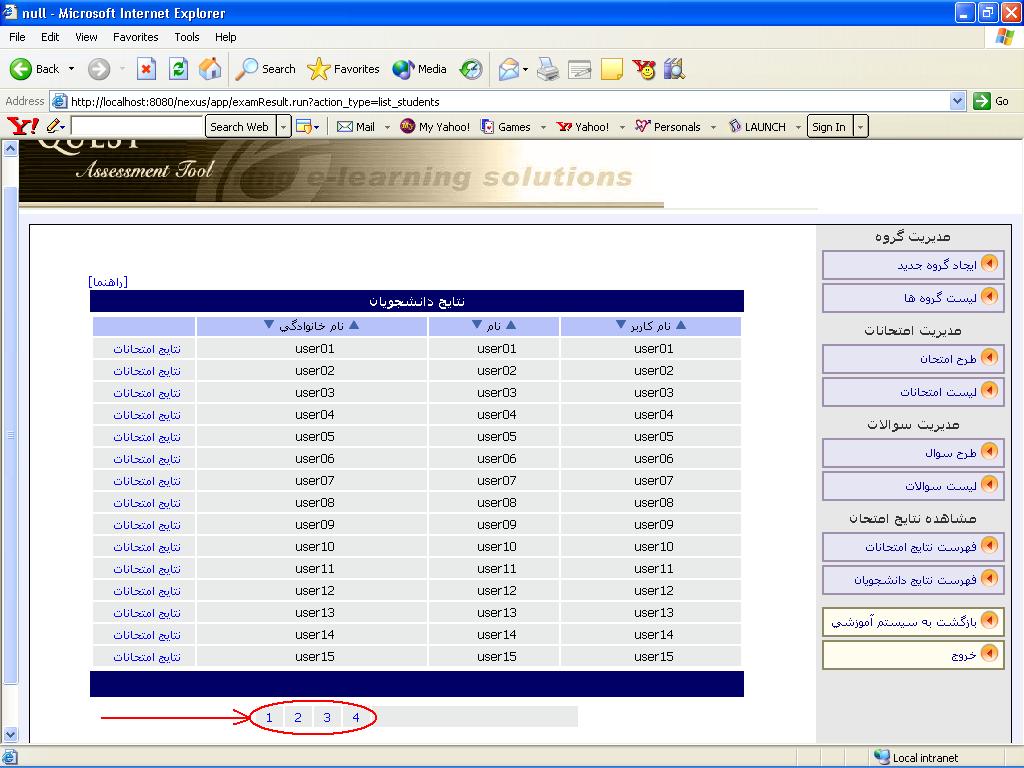 null - Microsoft Internet Explorer
File Edit View Favorites Tools Help
Back Search Favorites Media
Address http://localhost:8080/nexus/app/examResult.run?action_type=list_students Go
Y! Search Web Mail My Yahoo! Games Yahoo! Personals LAUNCH Sign In
QUEST
Assessment Tool
ing e-learning solutions
مدیریت گروه
ایجاد گروه جدید
لیست گروه ها
مدیریت امتحانات
طرح امتحان
لیست امتحانات
مدیریت سوالات
طرح سوال
لیست سوالات
مشاهده نتایج امتحان
فهرست نتایج امتحانات
فهرست نتایج دانشجویان
بازگشت به سیستم آموزشی
خروج
[راهنما]
نتایج دانشجویان
نام کاربر نام نام خانوادگی
user01 user01 user01 نتایج امتحانات
user02 user02 user02 نتایج امتحانات
user03 user03 user03 نتایج امتحانات
user04 user04 user04 نتایج امتحانات
user05 user05 user05 نتایج امتحانات
user06 user06 user06 نتایج امتحانات
user07 user07 user07 نتایج امتحانات
user08 user08 user08 نتایج امتحانات
user09 user09 user09 نتایج امتحانات
user10 user10 user10 نتایج امتحانات
user11 user11 user11 نتایج امتحانات
user12 user12 user12 نتایج امتحانات
user13 user13 user13 نتایج امتحانات
user14 user14 user14 نتایج امتحانات
user15 user15 user15 نتایج امتحانات
1 2 3 4
Local intranet